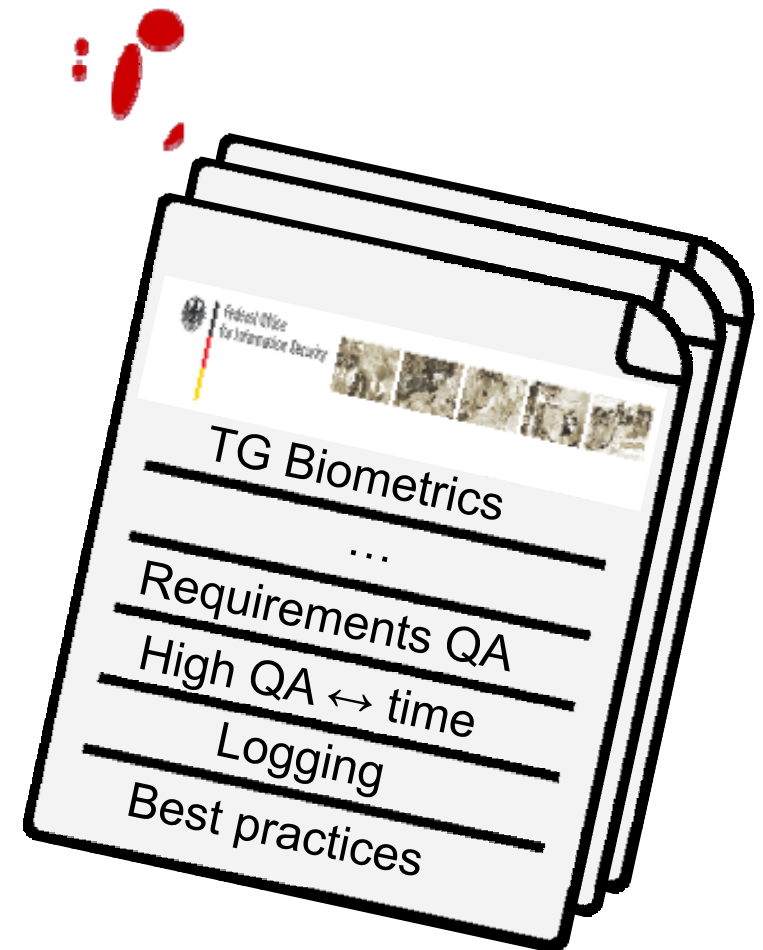 Federal Office
for Information Security
TG Biometrics
…
Requirements QA
High QA ↔ time
Logging
Best practices